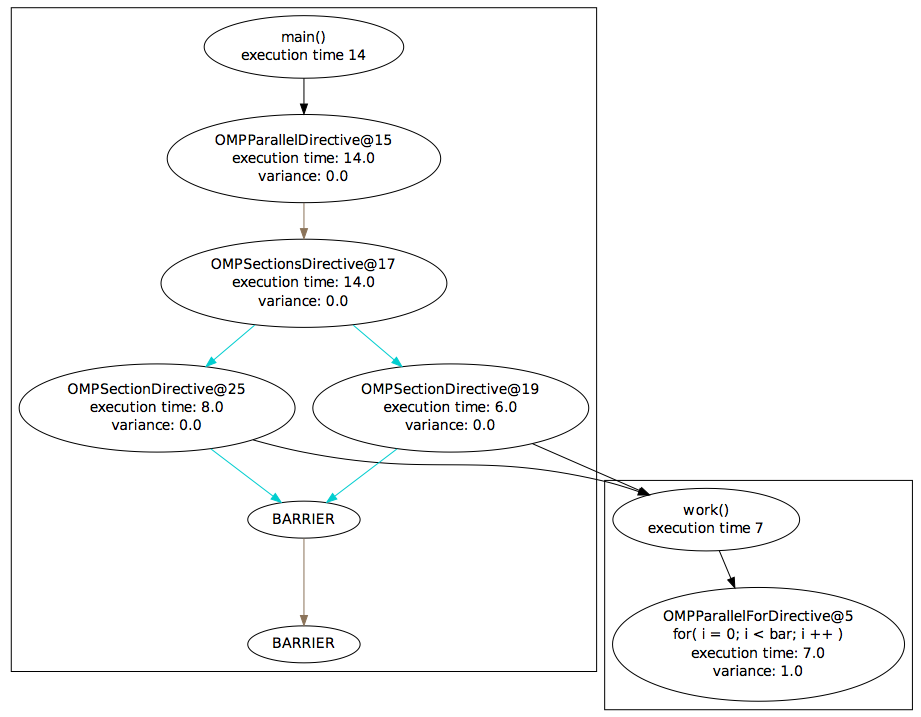 main()
execution time 14
OMPParallelDirective@15
execution time: 14.0
variance: 0.0
OMPSectionsDirective@17
execution time: 14.0
variance: 0.0
OMPSectionDirective@25
execution time: 8.0
variance: 0.0
OMPSectionDirective@19
execution time: 6.0
variance: 0.0
BARRIER
work()
execution time 7
BARRIER
OMPParallelForDirective@5
for( i = 0; i < bar; i ++ )
execution time: 7.0
variance: 1.0